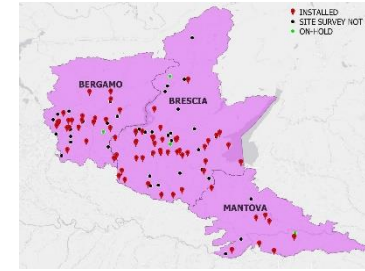 INSTALLED
SITE SURVEY NOT
ON-HOLD
BERGAMO
BRESCIA
MANTOVA